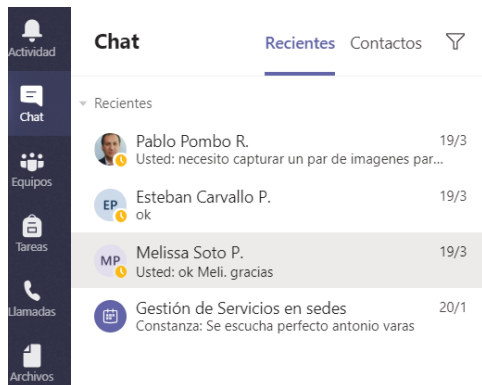 Actividad
Chat
Equipos
Tareas
Llamadas
Archivos
Chat Recientes Contactos
Recientes
Pablo Pombo R. 19/3
Usted: necesito capturar un par de imagenes par...
EP Esteban Carvallo P. 19/3
ok
MP Melissa Soto P. 19/3
Usted: ok Meli. gracias
Gestión de Servicios en sedes 20/1
Constanza: Se escucha perfecto antonio varas